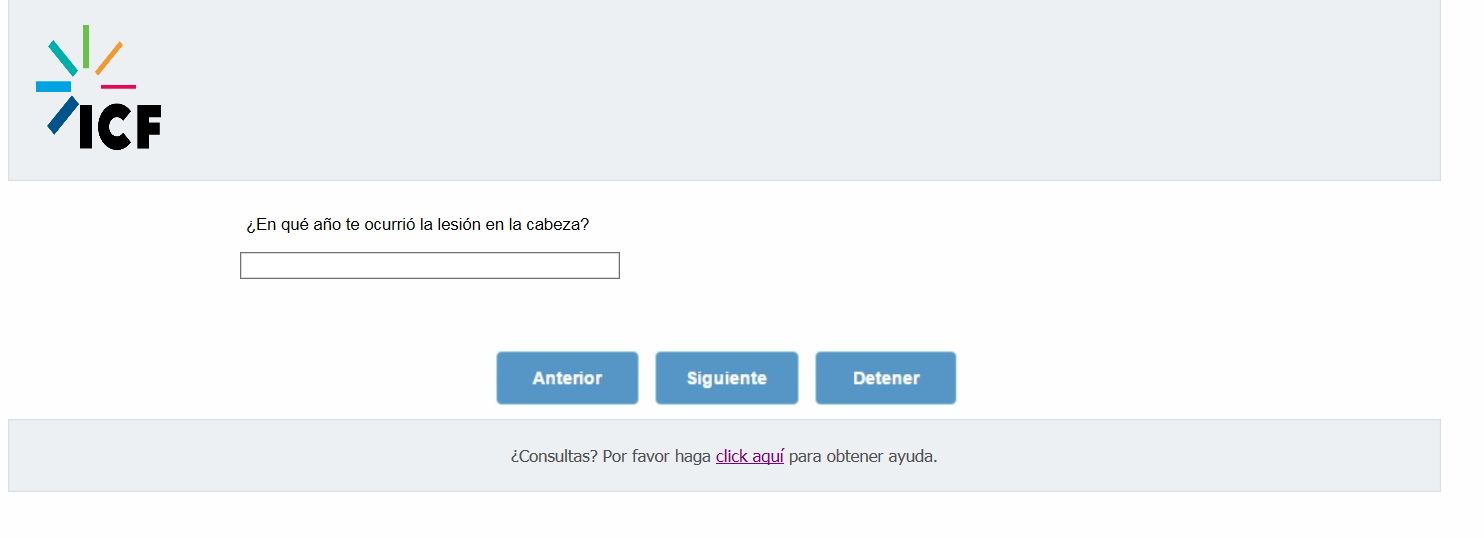 ICF
¿En qué año te ocurrió la lesión en la cabeza?
Anterior
Siguiente
Detener
¿Consultas? Por favor haga click aquí para obtener ayuda.